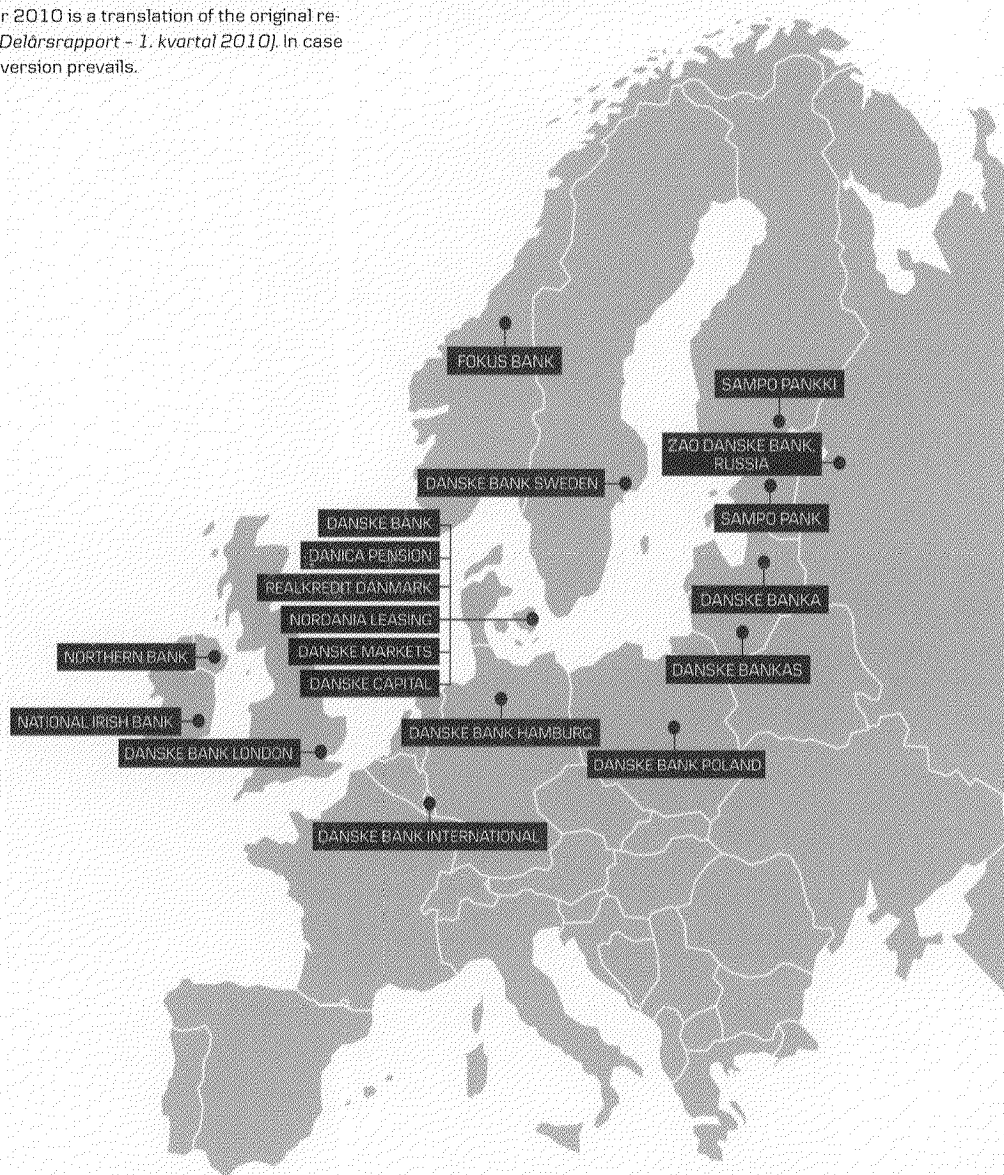 r 2010 is a translation of the original re-
Delårsrapport – 1. kvartal 2010). In case
version prevails.
FOKUS BANK
SAMPO PANKKI
ZAO DANSKE BANK,
RUSSIA
DANSKE BANK SWEDEN
SAMPO PANK
DANSKE BANK
DANICA PENSION
REALKREDIT DANMARK
NORDANIA LEASING
DANSKE MARKETS
DANSKE CAPITAL
DANSKE BANKA
DANSKE BANKAS
NORTHERN BANK
NATIONAL IRISH BANK
DANSKE BANK LONDON
DANSKE BANK HAMBURG
DANSKE BANK POLAND
DANSKE BANK INTERNATIONAL